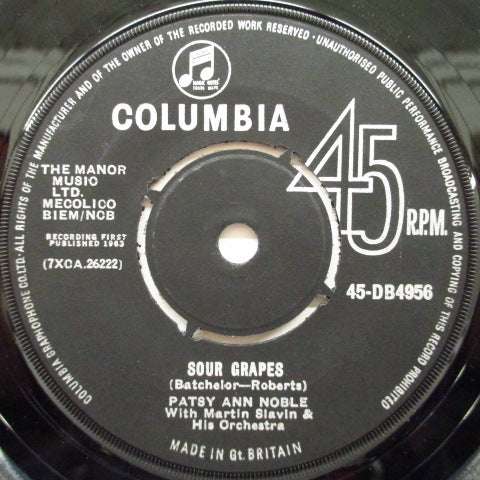 ALL RIGHTS OF THE MANUFACTURER AND OF THE OWNER OF THE RECORDED WORK RESERVED · UNAUTHORISED PUBLIC PERFORMANCE BROADCASTING AND COPYING OF THIS RECORD PROHIBITED
COLUMBIA GRAPHOPHONE CO. LTD.
MAGIC NOTES
TRADE MARK
COLUMBIA
45
R.P.M.
THE MANOR
MUSIC
LTD.
MECOLICO
BIEM/NCB
RECORDING FIRST
PUBLISHED 1963
(7XCA.26222)
45-DB4956
SOUR GRAPES
(Batchelor—Roberts)
PATSY ANN NOBLE
With Martin Slavin &
His Orchestra
MADE IN Gt. BRITAIN